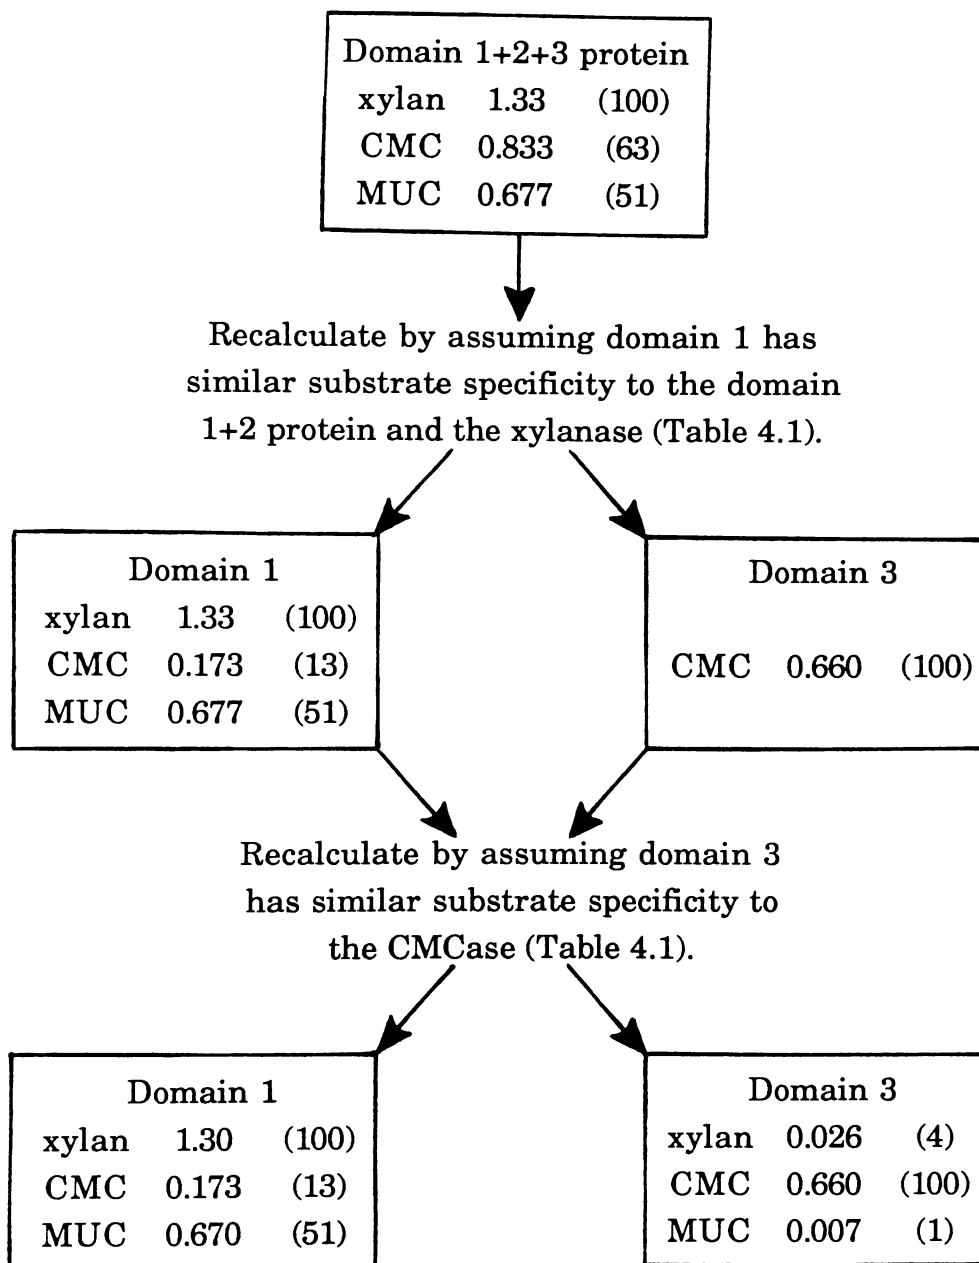 Domain 1+2+3 protein
xylan 1.33 (100)
CMC 0.833 (63)
MUC 0.677 (51)
Recalculate by assuming domain 1 has
similar substrate specificity to the domain
1+2 protein and the xylanase (Table 4.1).
Domain 1
xylan 1.33 (100)
CMC 0.173 (13)
MUC 0.677 (51)
Domain 3
CMC 0.660 (100)
Recalculate by assuming domain 3
has similar substrate specificity to
the CMCase (Table 4.1).
Domain 1
xylan 1.30 (100)
CMC 0.173 (13)
MUC 0.670 (51)
Domain 3
xylan 0.026 (4)
CMC 0.660 (100)
MUC 0.007 (1)